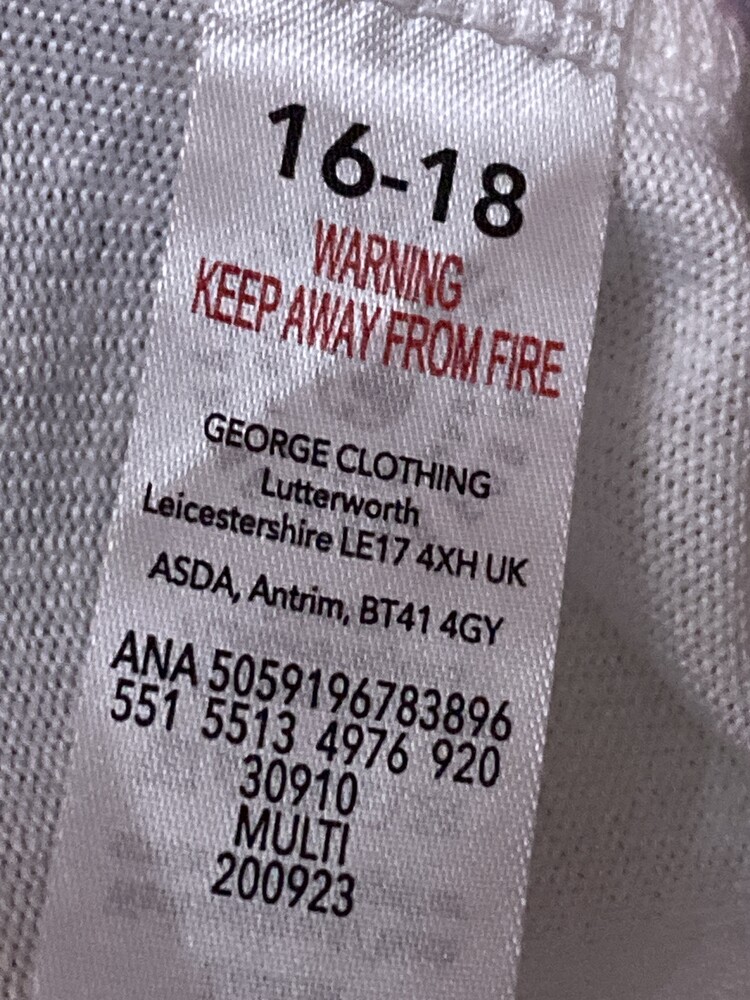 16-18
WARNING
KEEP AWAY FROM FIRE
GEORGE CLOTHING
Lutterworth
Leicestershire LE17 4XH UK
ASDA, Antrim, BT41 4GY
ANA 5059196783896
551 5513 4976 920
30910
MULTI
200923